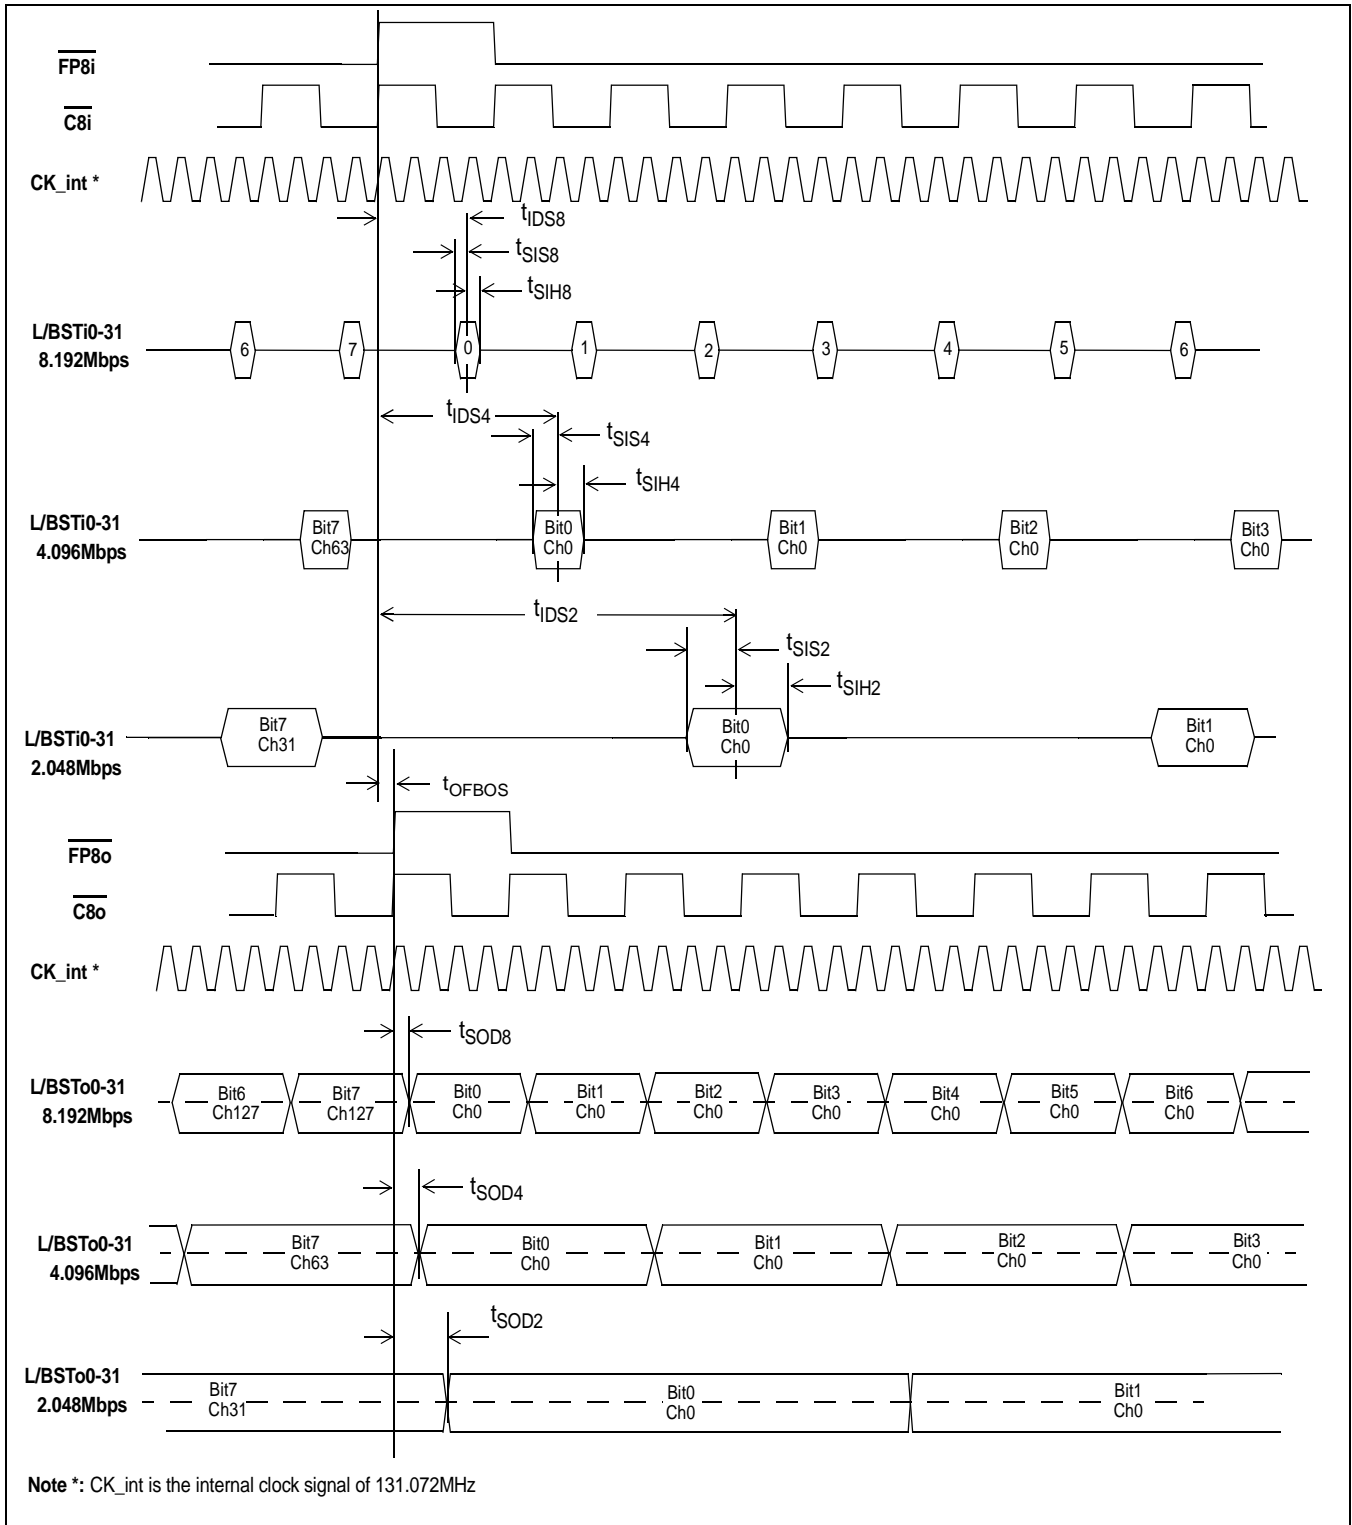 FP8i
C8i
CK_int *
tIDS8
tSIS8
tSIH8
L/BSTi0-31
8.192Mbps
6 7 0 1 2 3 4 5 6
tIDS4
tSIS4
tSIH4
L/BSTi0-31
4.096Mbps
Bit7 Bit0 Bit1 Bit2 Bit3
Ch63 Ch0 Ch0 Ch0 Ch0
tIDS2
tSIS2
tSIH2
L/BSTi0-31
2.048Mbps
Bit7 Bit0 Bit1
Ch31 Ch0 Ch0
tOFBOS
FP8o
C8o
CK_int *
tSOD8
L/BSTo0-31
8.192Mbps
Bit6 Bit7 Bit0 Bit1 Bit2 Bit3 Bit4 Bit5 Bit6
Ch127 Ch127 Ch0 Ch0 Ch0 Ch0 Ch0 Ch0 Ch0
tSOD4
L/BSTo0-31
4.096Mbps
Bit7 Bit0 Bit1 Bit2 Bit3
Ch63 Ch0 Ch0 Ch0 Ch0
tSOD2
L/BSTo0-31
2.048Mbps
Bit7 Bit0 Bit1
Ch31 Ch0 Ch0
Note *: CK_int is the internal clock signal of 131.072MHz